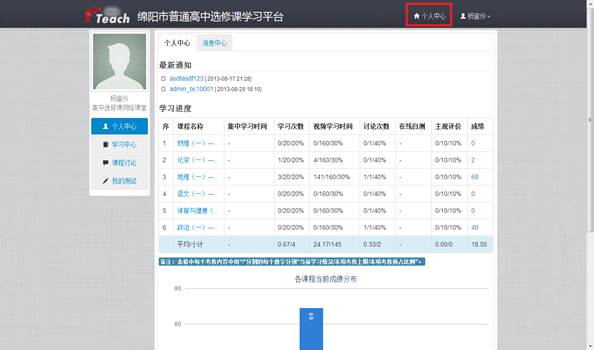 Teach 绵阳市普通高中选修课学习平台 个人中心 杨宣伶
杨宣伶
高中选修课网络课堂
个人中心
学习中心
课程讨论
我的测试
个人中心 消息中心
最新通知
asdfasdf123 [2013-08-17 21:28]
admin_bc10001 [2013-08-29 18:10]
学习进度
序 课程名称 集中学习时间 学习次数 视频学习时间 讨论次数 在线自测 主观评价 成绩
1 物理（一）—... - 0/20/20% 0/160/30% 0/1/40% - 0/10/10% 0
2 化学（一）—... - 1/20/20% 4/160/30% 0/1/40% - 0/10/10% 2
3 地理（一）—... - 3/20/20% 141/160/30% 1/1/40% - 0/10/10% 69
4 语文（一）—... - 0/20/20% 0/160/30% 0/1/40% - 0/10/10% 0
5 体育与健康（... - 0/20/20% 0/160/30% 0/1/40% - 0/10/10% 0
6 政治（一）—... - 0/20/20% 0/160/30% 1/1/40% - 0/10/10% 40
平均/小计 - 0.67/4 24.17/145 0.33/2 - 0.00/0 18.50
备注：表格中每个考核内容中用"/"分割的每个数字分别"当前学习情况/本项考核上限/本项考核所占比例"。
各课程当前成绩分布
80
69
60